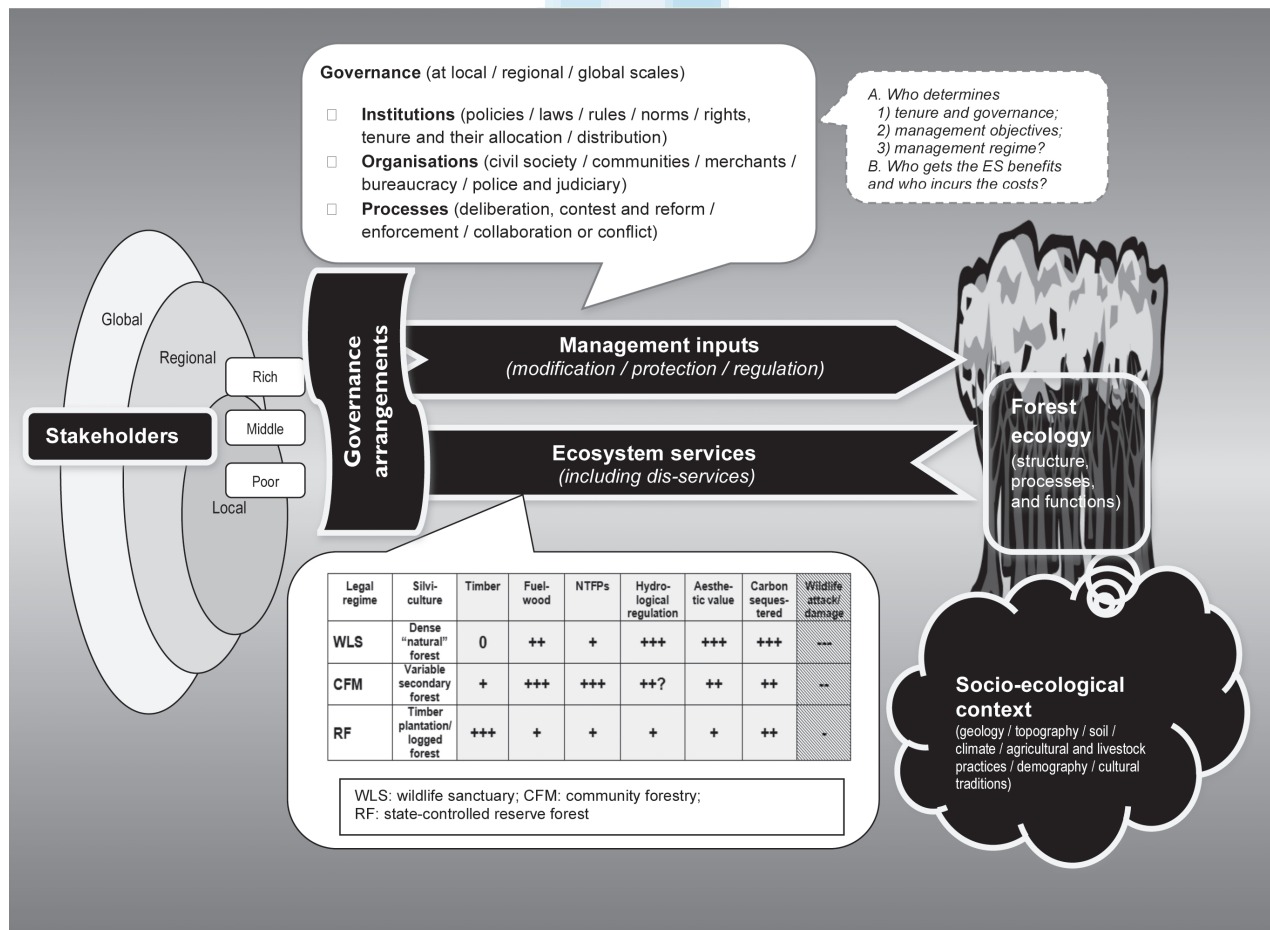 Governance (at local / regional / global scales)
Institutions (policies / laws / rules / norms / rights,
tenure and their allocation / distribution)
Organisations (civil society / communities / merchants /
bureaucracy / police and judiciary)
Processes (deliberation, contest and reform /
enforcement / collaboration or conflict)
A. Who determines
1) tenure and governance;
2) management objectives;
3) management regime?
B. Who gets the ES benefits
and who incurs the costs?
Global
Regional
Rich
Stakeholders
Middle
Poor
Local
Governance
arrangements
Management inputs
(modification / protection / regulation)
Ecosystem services
(including dis-services)
Forest
ecology
(structure,
processes,
and functions)
Legal
regime
Silvi-
culture
Timber
Fuel-
wood
NTFPs
Hydro-
logical
regulation
Aesthe-
tic value
Carbon
seques-
tered
Wildlife
attack/
damage
WLS
Dense
“natural”
forest
0
++
+
+++
+++
+++
---
CFM
Variable
secondary
forest
+
+++
+++
++?
++
++
--
RF
Timber
plantation/
logged
forest
+++
+
+
+
+
++
-
WLS: wildlife sanctuary; CFM: community forestry;
RF: state-controlled reserve forest
Socio-ecological
context
(geology / topography / soil /
climate / agricultural and livestock
practices / demography / cultural
traditions)